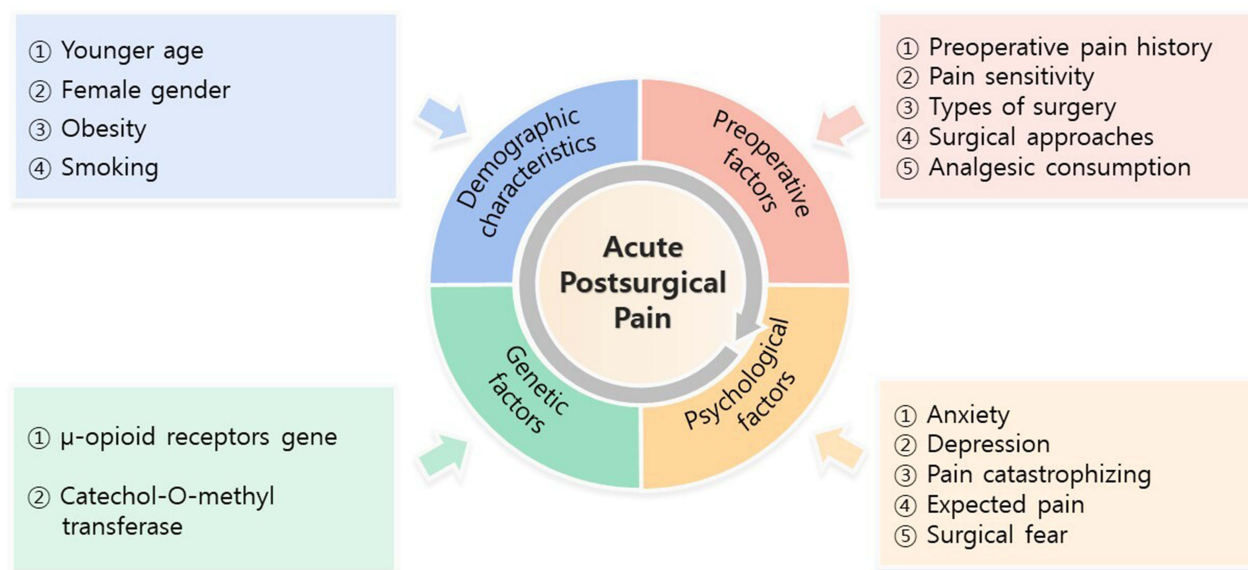 ① Younger age
② Female gender
③ Obesity
④ Smoking
① Preoperative pain history
② Pain sensitivity
③ Types of surgery
④ Surgical approaches
⑤ Analgesic consumption
Demographic
characteristics
Preoperative
factors
Acute
Postsurgical
Pain
Genetic
factors
Psychological
factors
① μ-opioid receptors gene
② Catechol-O-methyl
transferase
① Anxiety
② Depression
③ Pain catastrophizing
④ Expected pain
⑤ Surgical fear